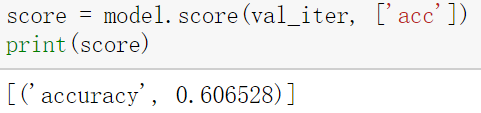 score = model.score(val_iter, ['acc'])
print(score)
[('accuracy', 0.606528)]